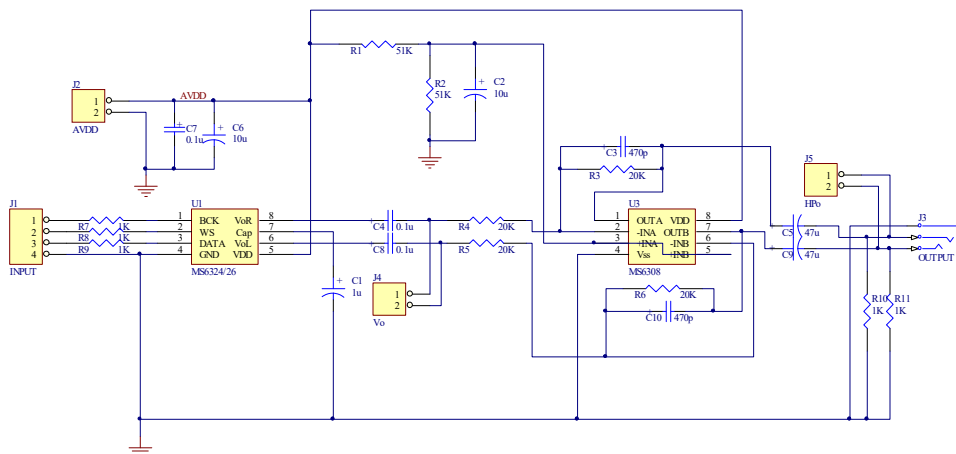 R1
51K
R2
51K
C2
10u
J2
1
2
AVDD
AVDD
C7
0.1u
C6
10u
C3
470p
R3
20K
J5
1
2
HPo
J1
1
2
3
4
INPUT
R7
1K
R8
1K
R9
1K
U1
1
2
3
4
BCK
WS
DATA
GND
VoR
Cap
VoL
VDD
8
7
6
5
MS6324/26
C4
0.1u
C8
0.1u
R4
20K
R5
20K
U3
1
2
3
4
OUTA
-INA
+INA
Vss
VDD
OUTB
-INB
+INB
8
7
6
5
MS6308
C5
47u
C9
47u
J3
OUTPUT
C1
1u
J4
1
2
Vo
R6
20K
C10
470p
R10
1K
R11
1K